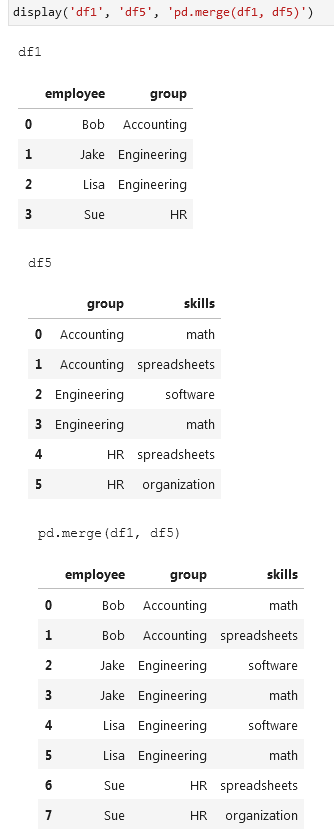 display('df1', 'df5', 'pd.merge(df1, df5)')
df1
employee group
0 Bob Accounting
1 Jake Engineering
2 Lisa Engineering
3 Sue HR
df5
group skills
0 Accounting math
1 Accounting spreadsheets
2 Engineering software
3 Engineering math
4 HR spreadsheets
5 HR organization
pd.merge(df1, df5)
employee group skills
0 Bob Accounting math
1 Bob Accounting spreadsheets
2 Jake Engineering software
3 Jake Engineering math
4 Lisa Engineering software
5 Lisa Engineering math
6 Sue HR spreadsheets
7 Sue HR organization